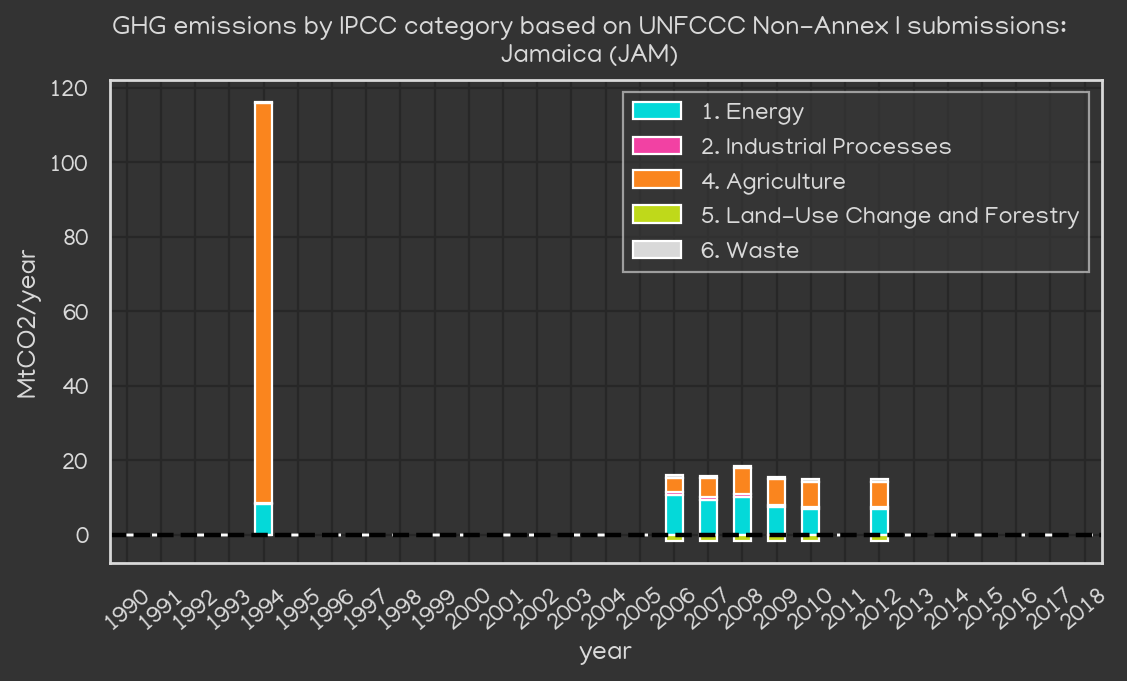 GHG emissions by IPCC category based on UNFCCC Non-Annex I submissions:
Jamaica (JAM)
120
100
80
60
40
20
0
MtCO2/year
1. Energy
2. Industrial Processes
4. Agriculture
5. Land-Use Change and Forestry
6. Waste
1990 1991 1992 1993 1994 1995 1996 1997 1998 1999 2000 2001 2002 2003 2004 2005 2006 2007 2008 2009 2010 2011 2012 2013 2014 2015 2016 2017 2018
year